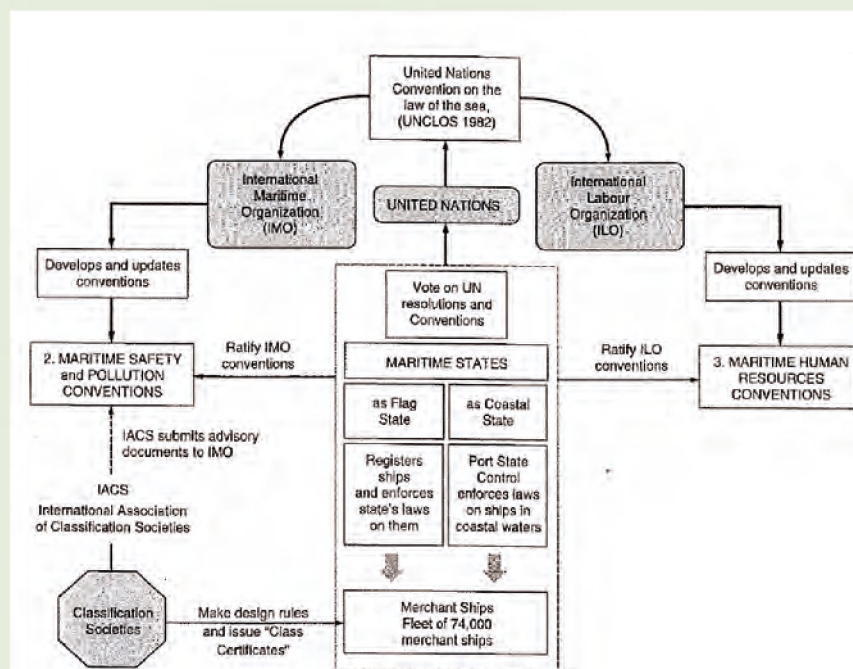 United Nations
Convention on the
law of the sea,
(UNCLOS 1982)
International
Maritime
Organization
(IMO)
UNITED NATIONS
International
Labour
Organization
(ILO)
Develops and updates
conventions
Vote on UN
resolutions and
Conventions
Develops and updates
conventions
2. MARITIME SAFETY
and POLLUTION
CONVENTIONS
Ratify IMO
conventions
MARITIME STATES
Ratify ILO
conventions
3. MARITIME HUMAN
RESOURCES
CONVENTIONS
as Flag
State
as Coastal
State
IACS submits advisory
documents to IMO
Registers
ships
and enforces
state's laws
on them
Port State
Control
enforces laws
on ships in
coastal waters
IACS
International Association
of Classification Societies
Classification
Societies
Make design rules
and issue "Class
Certificates"
Merchant Ships
Fleet of 74,000
merchant ships